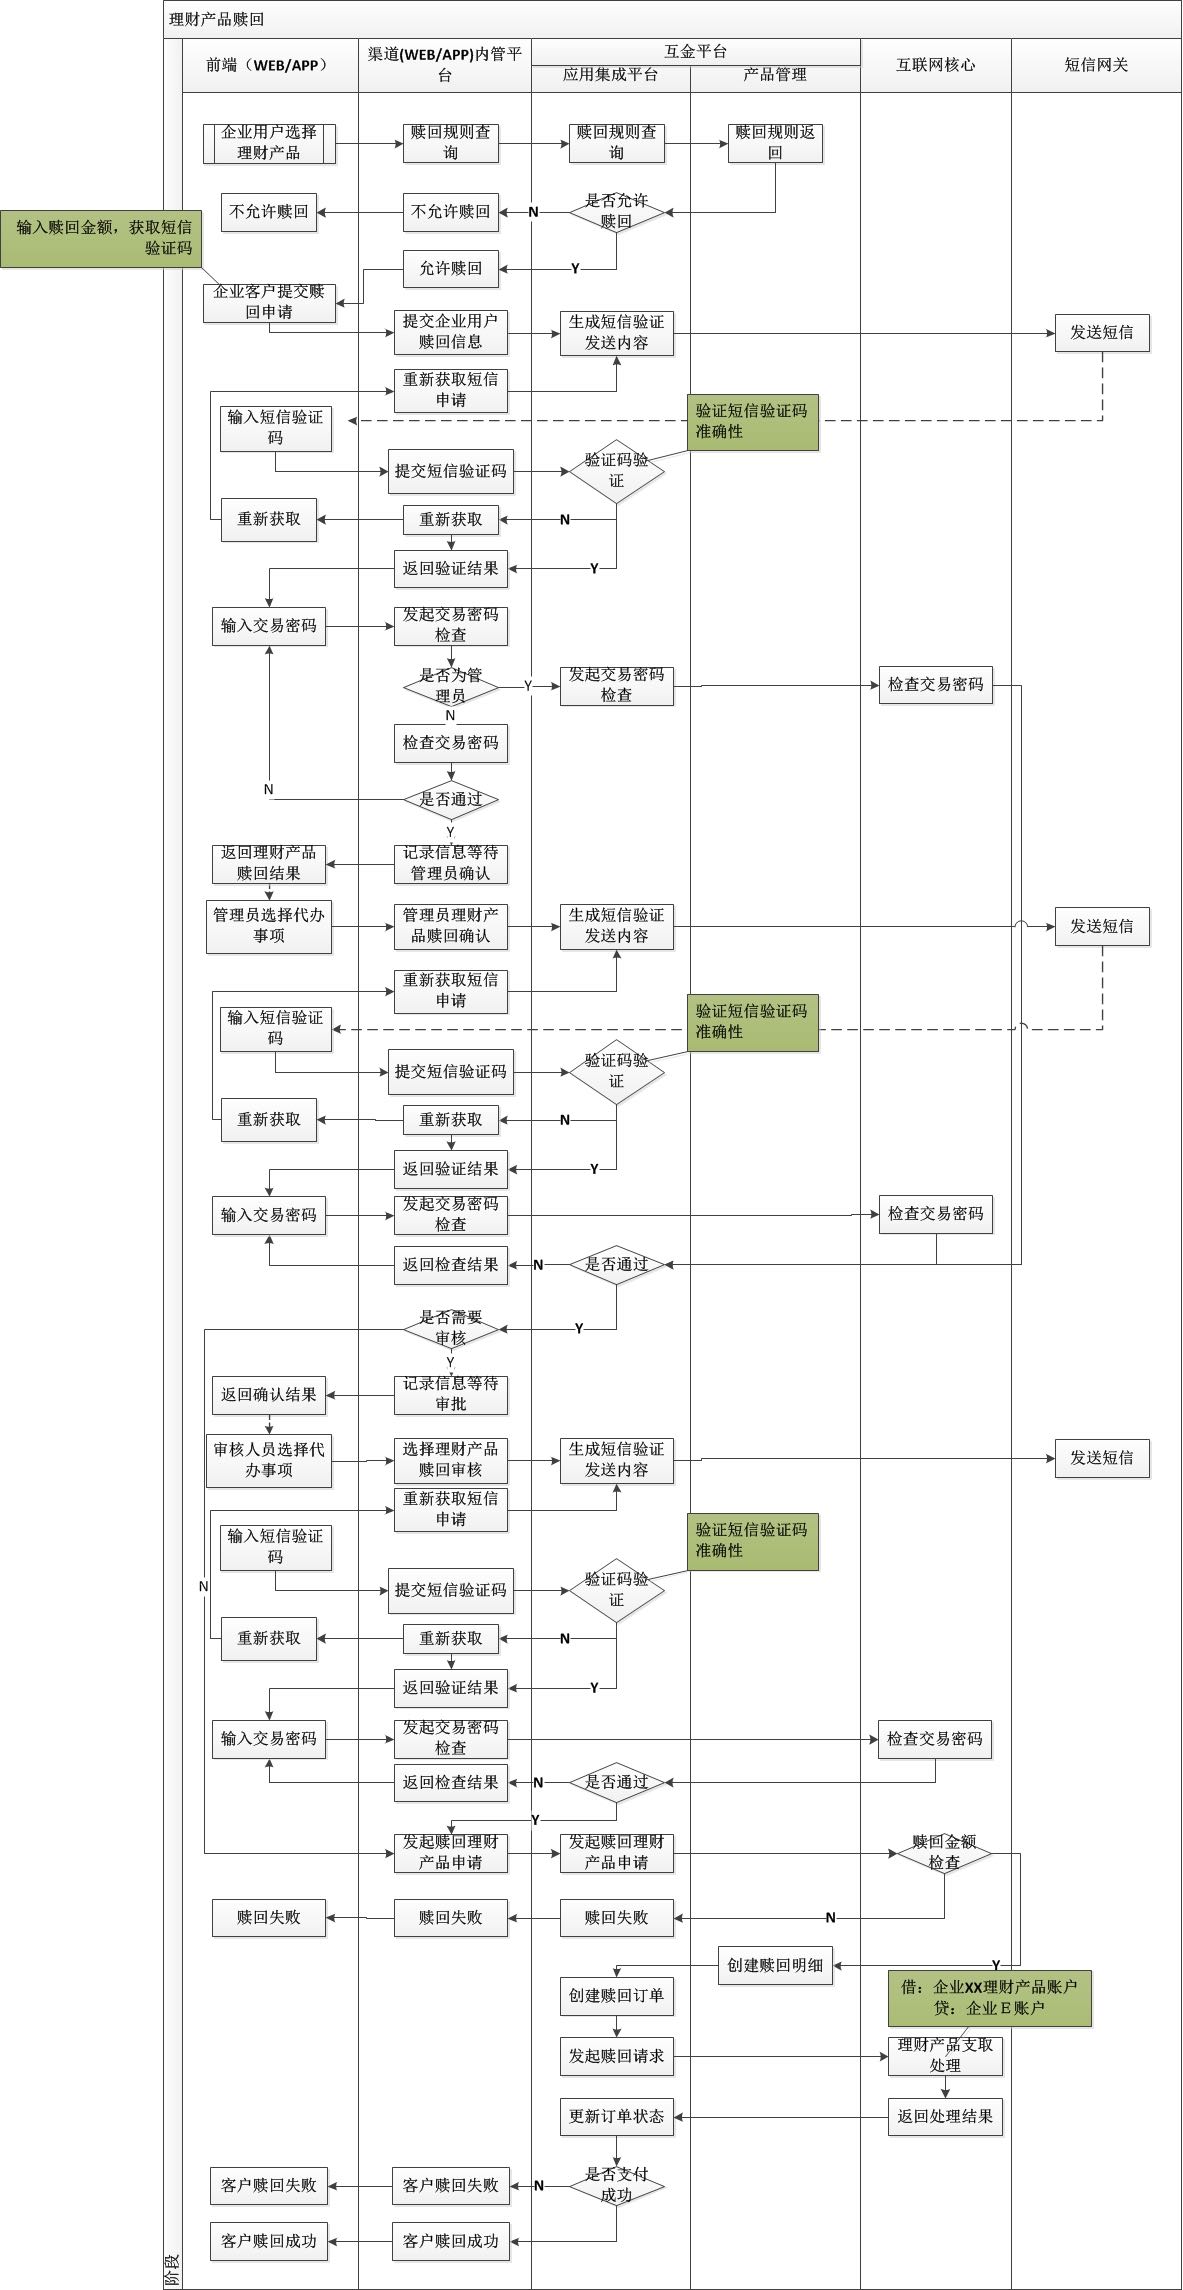 理财产品赎回
前端（WEB/APP）
渠道(WEB/APP)内管平
台
互金平台
应用集成平台
产品管理
互联网核心
短信网关
企业用户选择
理财产品
赎回规则查
询
赎回规则查
询
赎回规则返
回
不允许赎回
不允许赎回
N
是否允许
赎回
输入赎回金额，获取短信
验证码
允许赎回
Y
企业客户提交赎
回申请
提交企业用户
赎回信息
生成短信验证
发送内容
发送短信
重新获取短信
申请
输入短信验证
码
验证短信验证码
准确性
提交短信验证码
验证码验
证
重新获取
重新获取
N
返回验证结果
Y
输入交易密码
发起交易密码
检查
是否为管
理员
Y
发起交易密码
检查
检查交易密码
N
检查交易密码
N
是否通过
Y
返回理财产品
赎回结果
记录信息等待
管理员确认
管理员选择代办
事项
管理员理财产
品赎回确认
生成短信验证
发送内容
发送短信
重新获取短信
申请
输入短信验证
码
验证短信验证码
准确性
提交短信验证码
验证码验
证
重新获取
重新获取
N
返回验证结果
Y
输入交易密码
发起交易密码
检查
检查交易密码
返回检查结果
N
是否通过
是否需要
审核
Y
Y
返回确认结果
记录信息等待
审批
审核人员选择代
办事项
选择理财产品
赎回审核
生成短信验证
发送内容
发送短信
重新获取短信
申请
输入短信验证
码
验证短信验证码
准确性
N
提交短信验证码
验证码验
证
重新获取
重新获取
N
返回验证结果
Y
输入交易密码
发起交易密码
检查
检查交易密码
返回检查结果
N
是否通过
Y
发起赎回理财
产品申请
发起赎回理财
产品申请
赎回金额
检查
赎回失败
赎回失败
赎回失败
N
创建赎回明细
Y
借：企业XX理财产品账户
贷：企业Ｅ账户
创建赎回订单
发起赎回请求
理财产品支取
处理
更新订单状态
返回处理结果
客户赎回失败
客户赎回失败
N
是否支付
成功
客户赎回成功
客户赎回成功
阶段